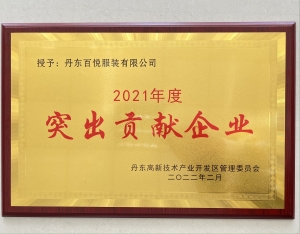 授予：丹东百悦服装有限公司
2021年度
突出贡献企业
丹东高新技术产业开发区管理委员会
二〇二二年二月